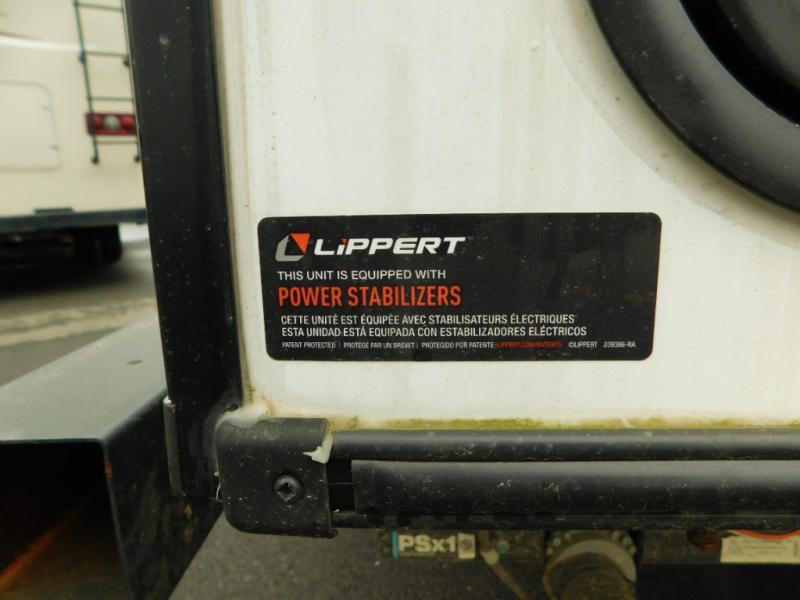 LiPPERT
THIS UNIT IS EQUIPPED WITH
POWER STABILIZERS
CETTE UNITÉ EST ÉQUIPÉE AVEC STABILISATEURS ÉLECTRIQUES
ESTA UNIDAD ESTÁ EQUIPADA CON ESTABILIZADORES ELÉCTRICOS
PATENT PROTECTED | PROTÉGÉ PAR UN BREVET | PROTEGIDO POR PATENTE: LIPPERT.COM/PATENTS ©LIPPERT 209386-RA
PSx1